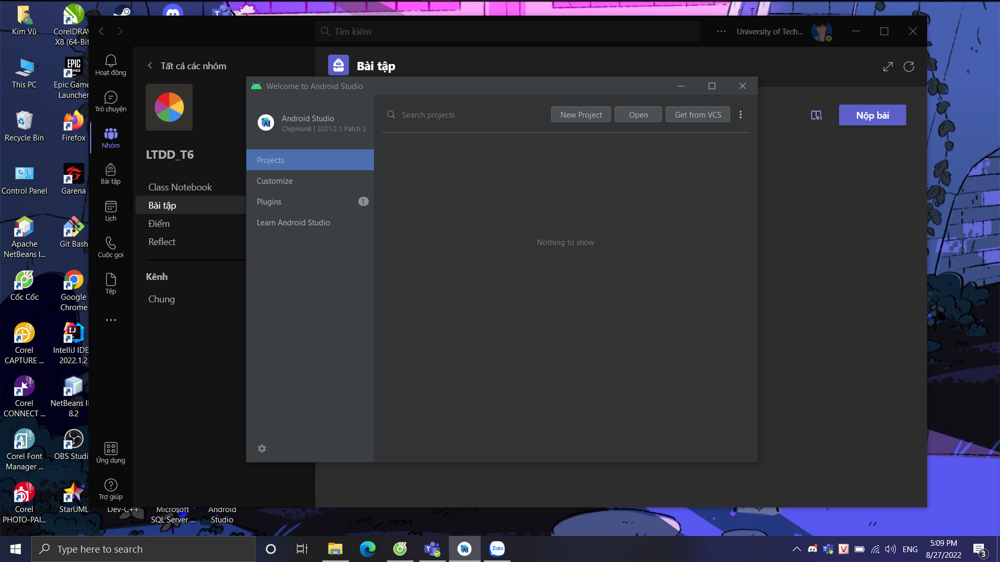 Kim Vũ
CorelDRAW
X8 (64-Bit
This PC
EPIC
GAMES
Epic Game
Launcher
Recycle Bin
Firefox
Control Panel
Garena
Apache
NetBeans I...
Git Bash
Cốc Cốc
Google
Chrome
Corel
CAPTURE ...
IntelliJ IDE
2022.1.2
Corel
CONNECT ...
NetBeans I
8.2
Corel Font
Manager ...
OBS Studi
Corel
PHOTO-PAI...
StarUML
Dev-C++
Microsoft
SQL Server ...
Android
Studio
Tìm kiếm
University of Tech...
Hoạt động
Trò chuyện
Nhóm
Bài tập
Lịch
Cuộc gọi
Tệp
Ứng dụng
Trợ giúp
Tất cả các nhóm
LTDD_T6
Class Notebook
Bài tập
Điểm
Reflect
Kênh
Chung
Bài tập
Nộp bài
Welcome to Android Studio
Android Studio
Chipmunk | 2021.2.1 Patch 2
Projects
Customize
Plugins
1
Learn Android Studio
Search projects
New Project
Open
Get from VCS
Nothing to show
Type here to search
Zalo
ENG
5:09 PM
8/27/2022
3